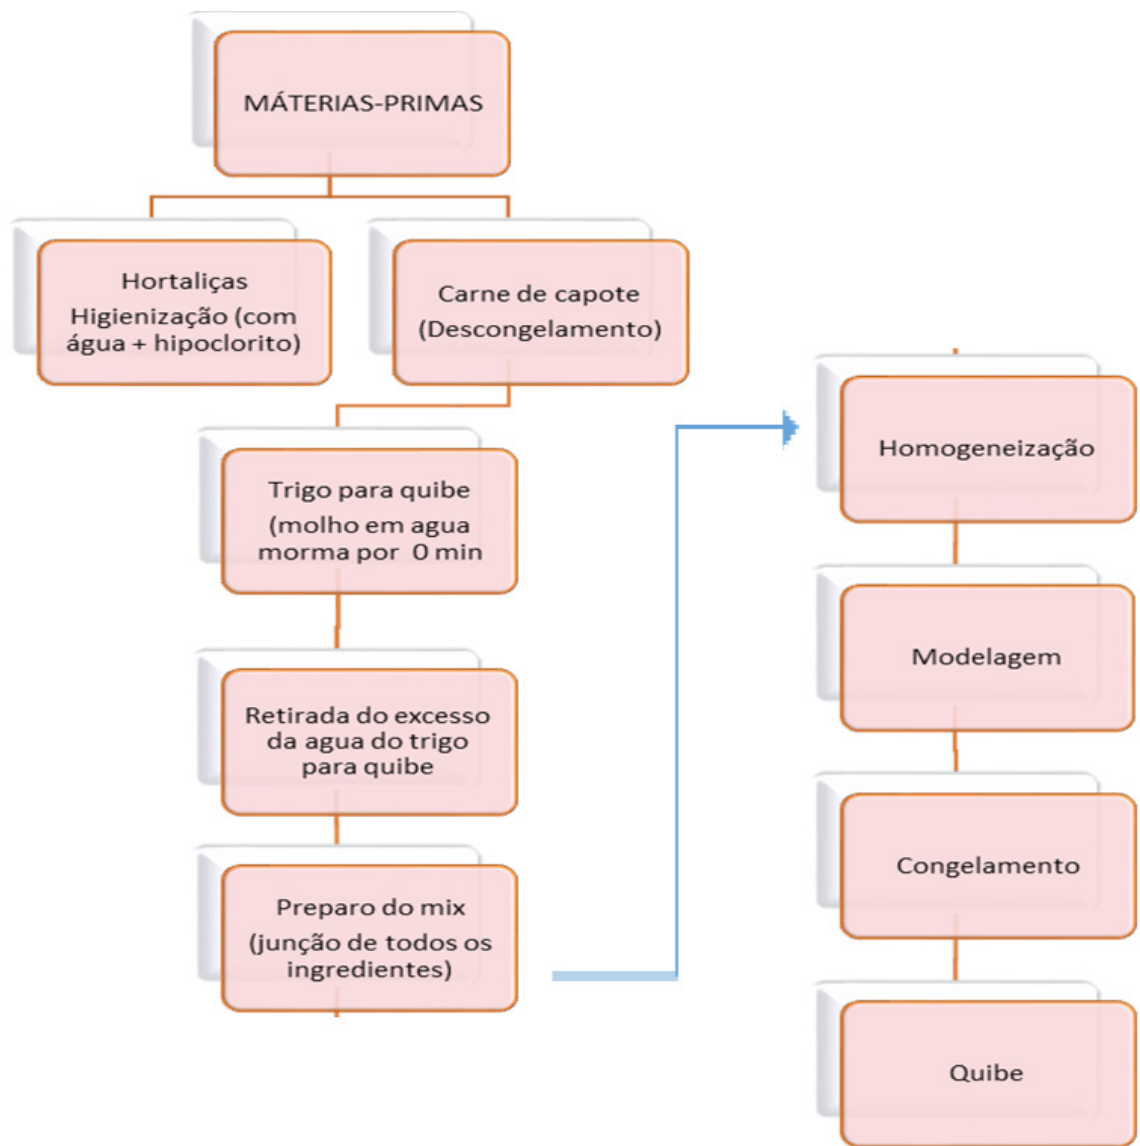 MÁTERIAS-PRIMAS
Hortaliças
Higienização (com
água + hipoclorito)
Carne de capote
(Descongelamento)
Trigo para quibe
(molho em agua
morma por  0 min
Retirada do excesso
da agua do trigo
para quibe
Preparo do mix
(junção de todos os
ingredientes)
Homogeneização
Modelagem
Congelamento
Quibe